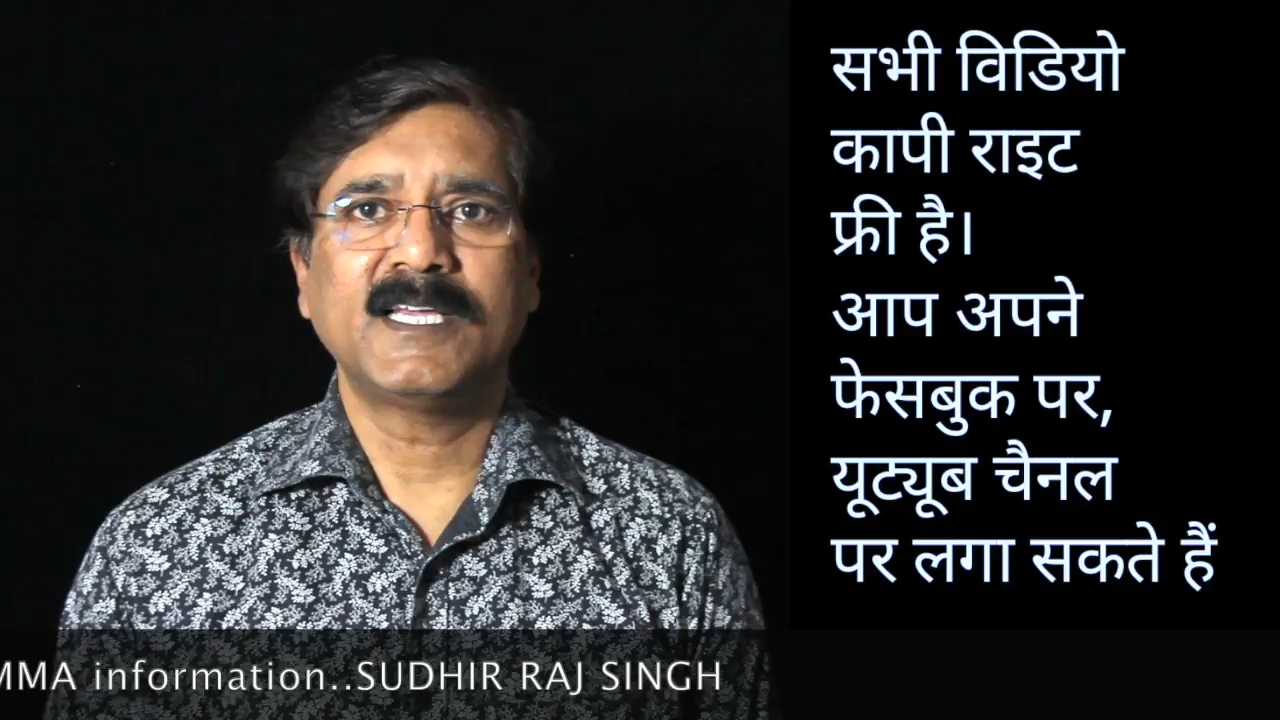 सभी विडियो
कापी राइट
फ्री है।
आप अपने
फेसबुक पर,
यूट्यूब चैनल
पर लगा सकते हैं
MMA information..SUDHIR RAJ SINGH